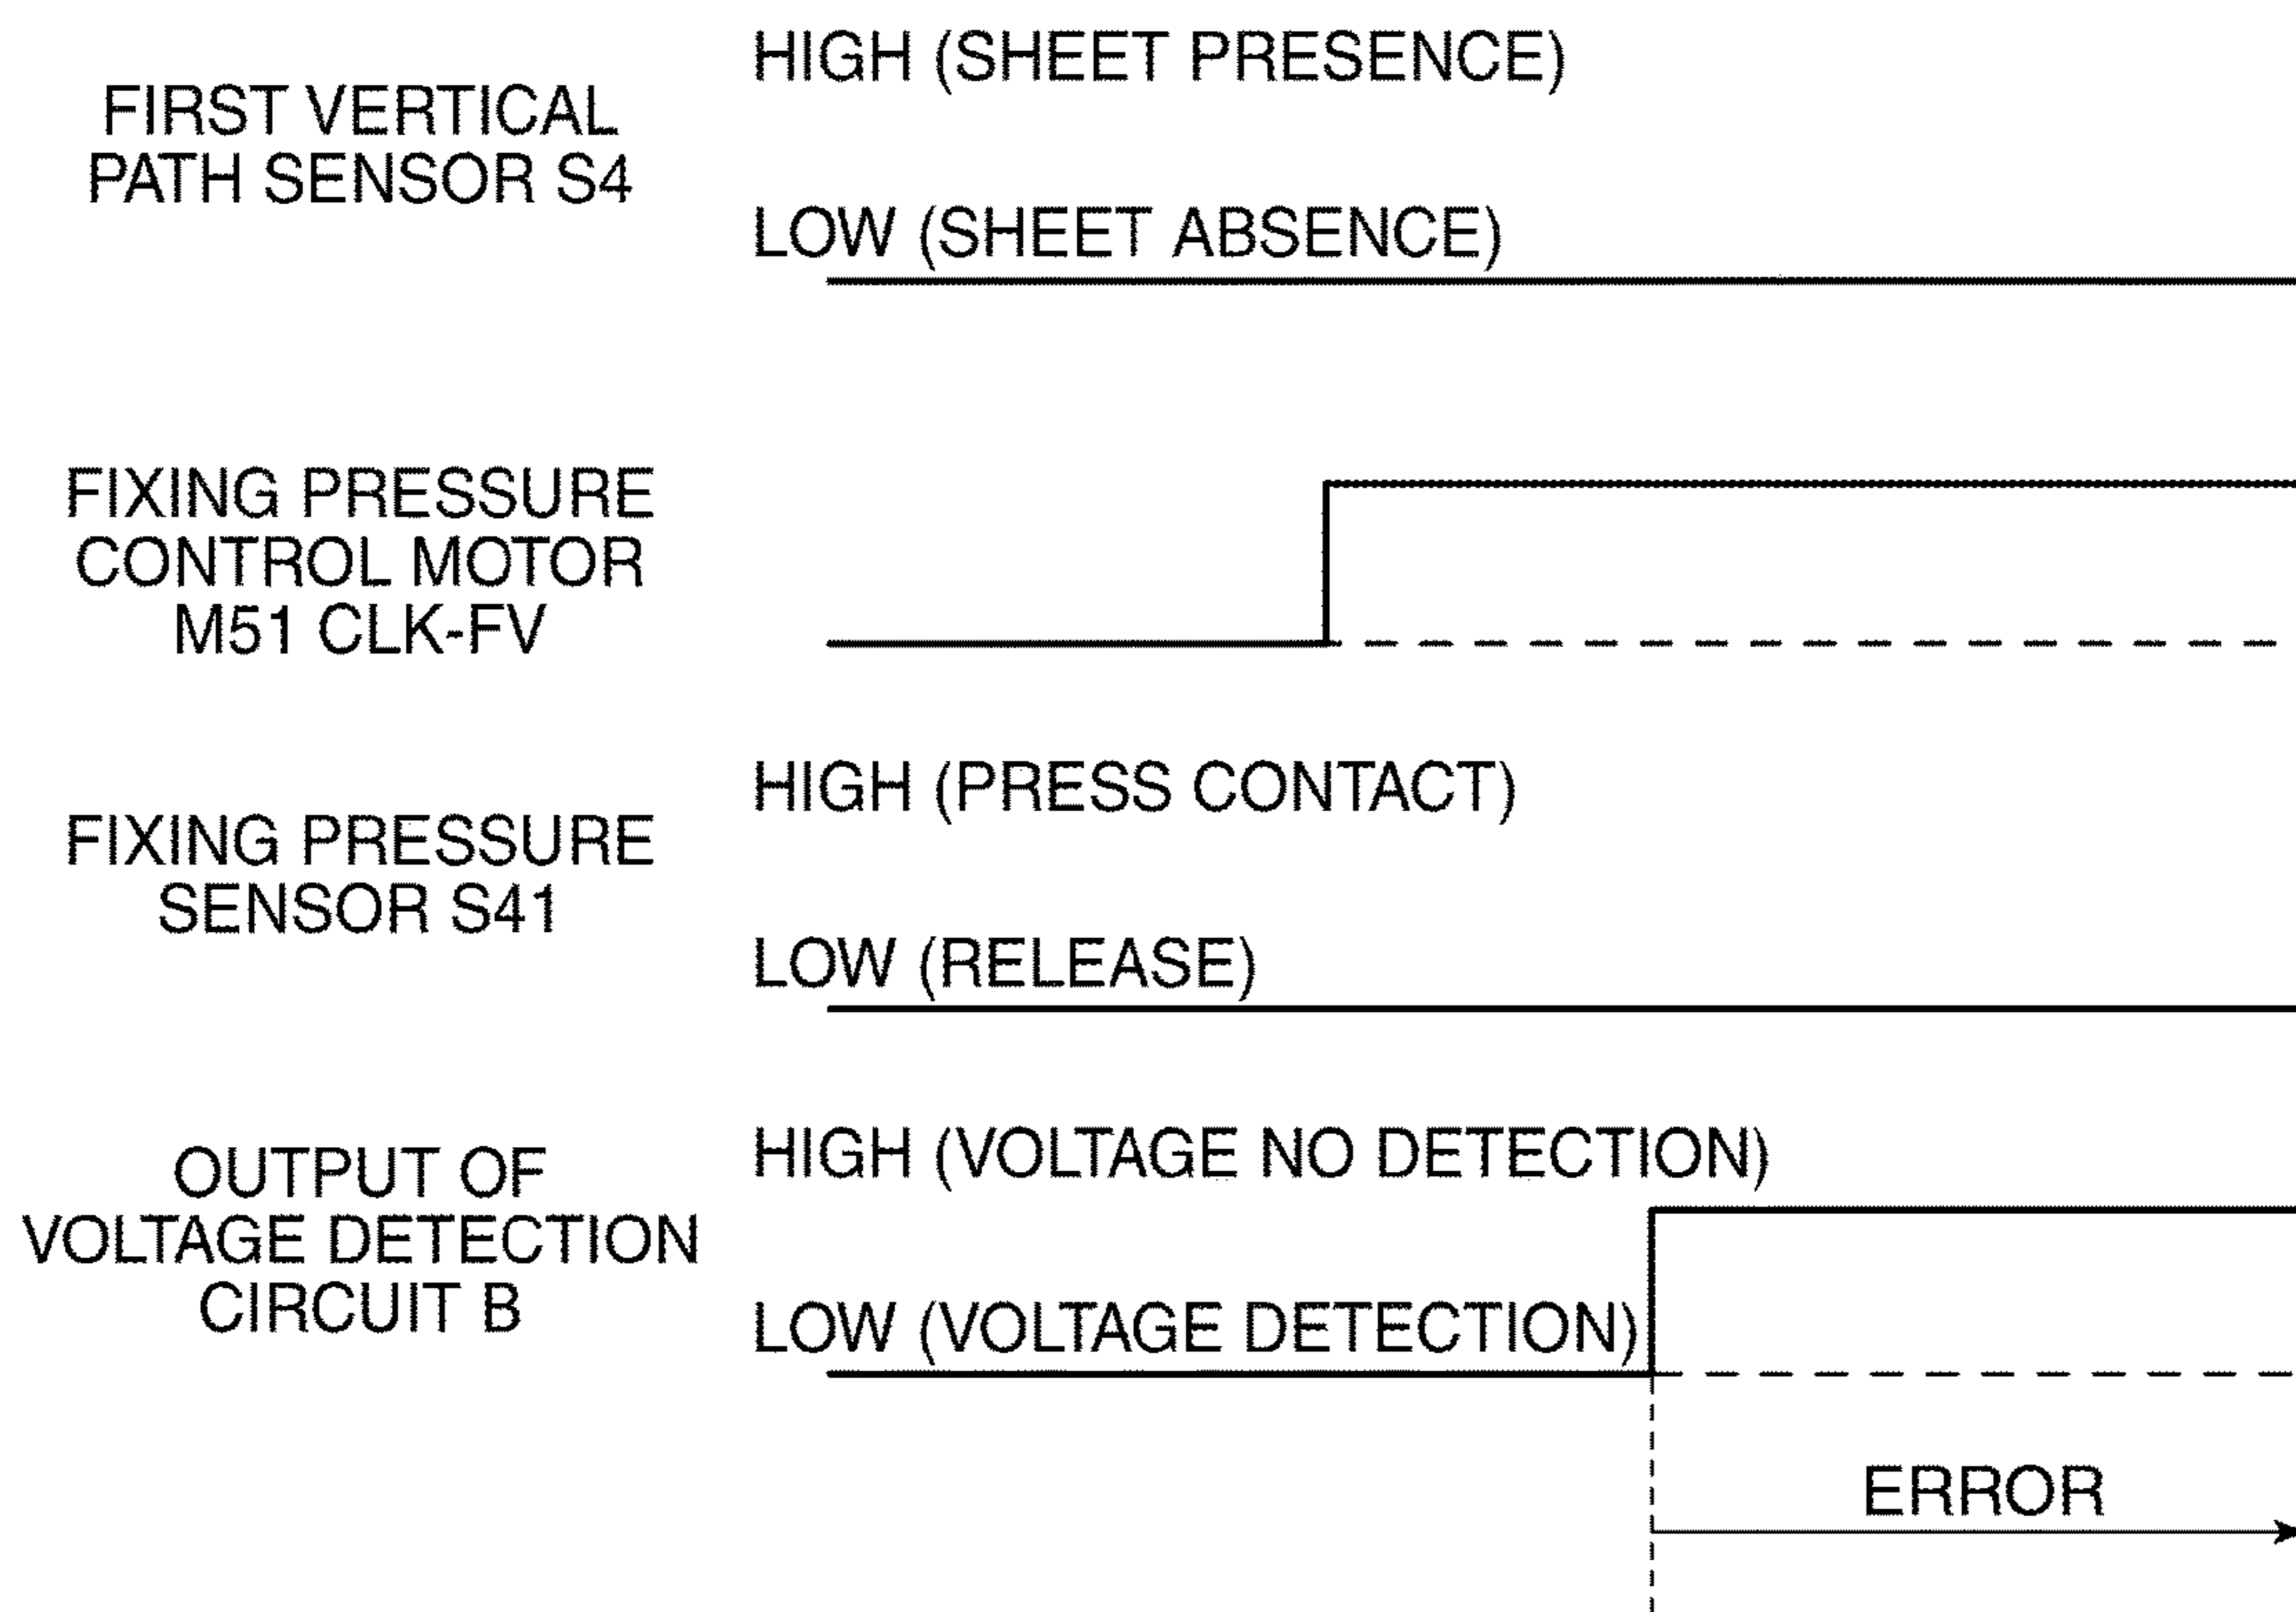 FIRST VERTICAL
PATH SENSOR S4
HIGH (SHEET PRESENCE)
LOW (SHEET ABSENCE)
FIXING PRESSURE
CONTROL MOTOR
M51 CLK-FV
FIXING PRESSURE
SENSOR S41
HIGH (PRESS CONTACT)
LOW (RELEASE)
OUTPUT OF
VOLTAGE DETECTION
CIRCUIT B
HIGH (VOLTAGE NO DETECTION)
LOW (VOLTAGE DETECTION)
ERROR